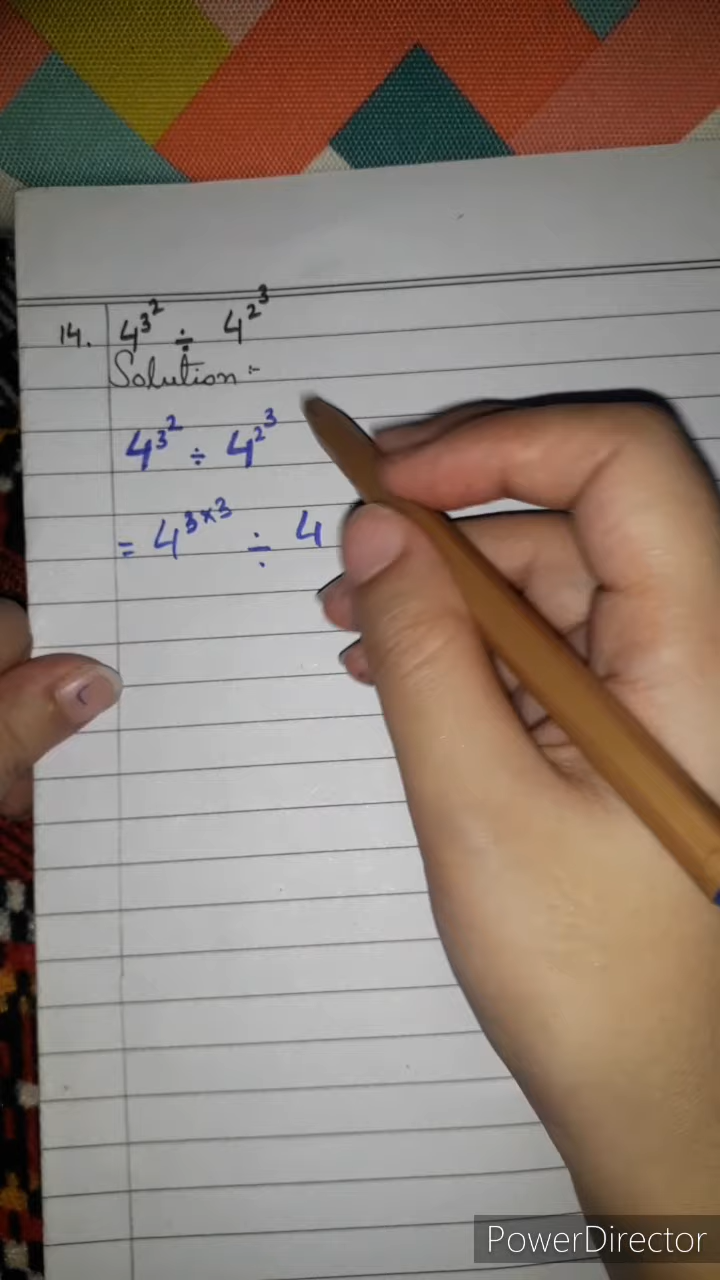 14. 4^3^2 ÷ 4^2^3
Solution :-
4^3^2 ÷ 4^2^3
= 4^3×3 ÷ 4
PowerDirector